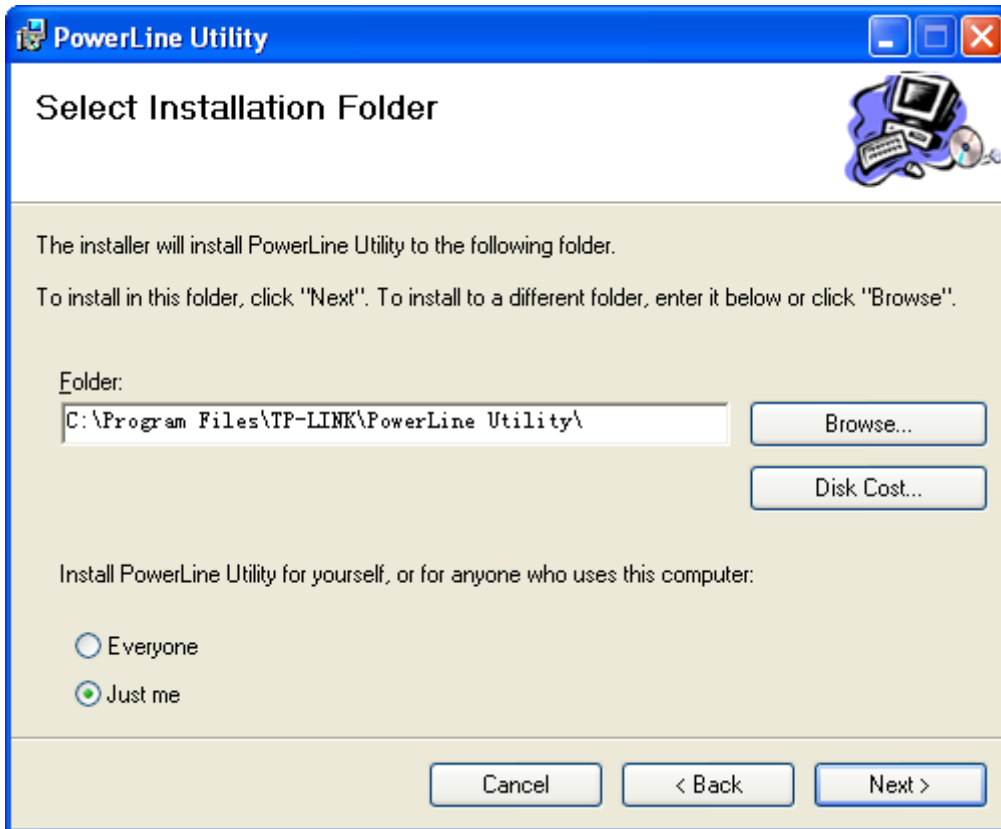 PowerLine Utility
Select Installation Folder
The installer will install PowerLine Utility to the following folder.
To install in this folder, click "Next". To install to a different folder, enter it below or click "Browse".
Folder:
C:\Program Files\TP-LINK\PowerLine Utility\
Browse...
Disk Cost...
Install PowerLine Utility for yourself, or for anyone who uses this computer:
Everyone
Just me
Cancel
< Back
Next >